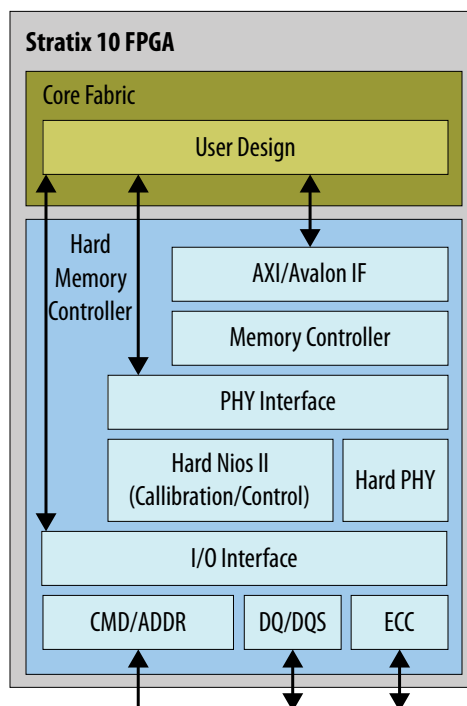 Stratix 10 FPGA
Core Fabric
User Design
Hard
Memory
Controller
AXI/Avalon IF
Memory Controller
PHY Interface
Hard Nios II
(Callibration/Control)
Hard PHY
I/O Interface
CMD/ADDR
DQ/DQS
ECC